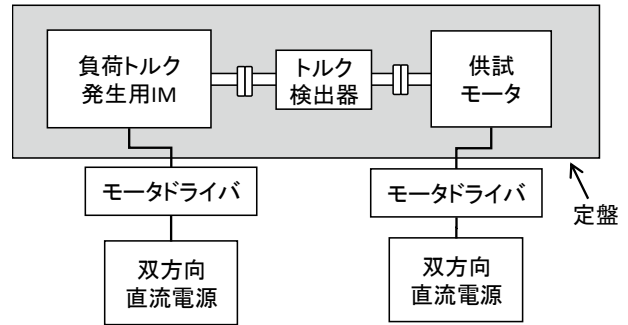 負荷トルク
発生用IM
トルク
検出器
供試
モータ
モータドライバ
モータドライバ
定盤
双方向
直流電源
双方向
直流電源